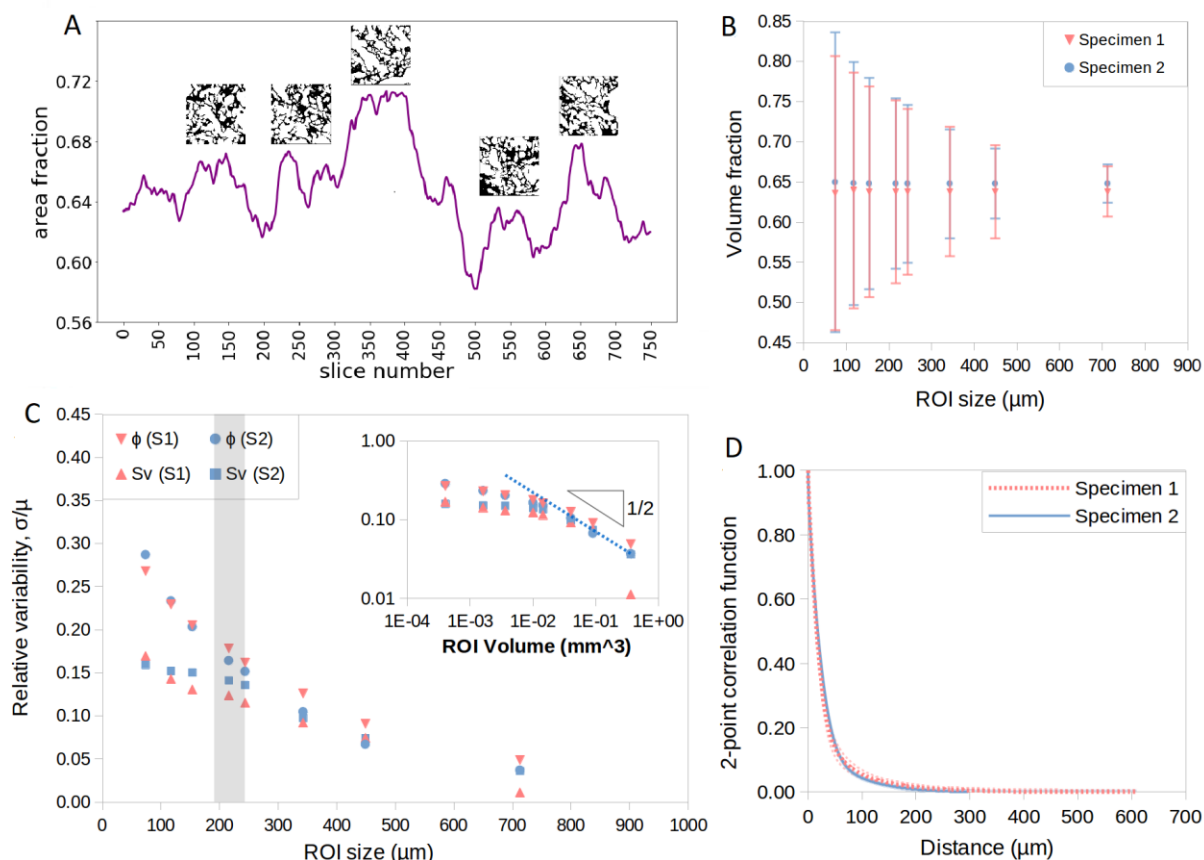 A
area fraction
0.72
0.68
0.64
0.60
0.56
0
50
100
150
200
250
300
350
400
450
500
550
600
650
700
750
slice number
B
Volume fraction
0.85
0.80
0.75
0.70
0.65
0.60
0.55
0.50
0.45
0.40
Specimen 1
Specimen 2
0 100 200 300 400 500 600 700 800 900
ROI size (µm)
C
Relative variability, σ/µ
0.45
0.40
0.35
0.30
0.25
0.20
0.15
0.10
0.05
0.00
ϕ (S1) ϕ (S2)
Sv (S1) Sv (S2)
1.00
0.10
0.01
1/2
1E-04 1E-03 1E-02 1E-01 1E+00
ROI Volume (mm^3)
0 100 200 300 400 500 600 700 800 900 1000
ROI size (µm)
D
2-point correlation function
1.00
0.80
0.60
0.40
0.20
0.00
Specimen 1
Specimen 2
0 100 200 300 400 500 600 700
Distance (µm)